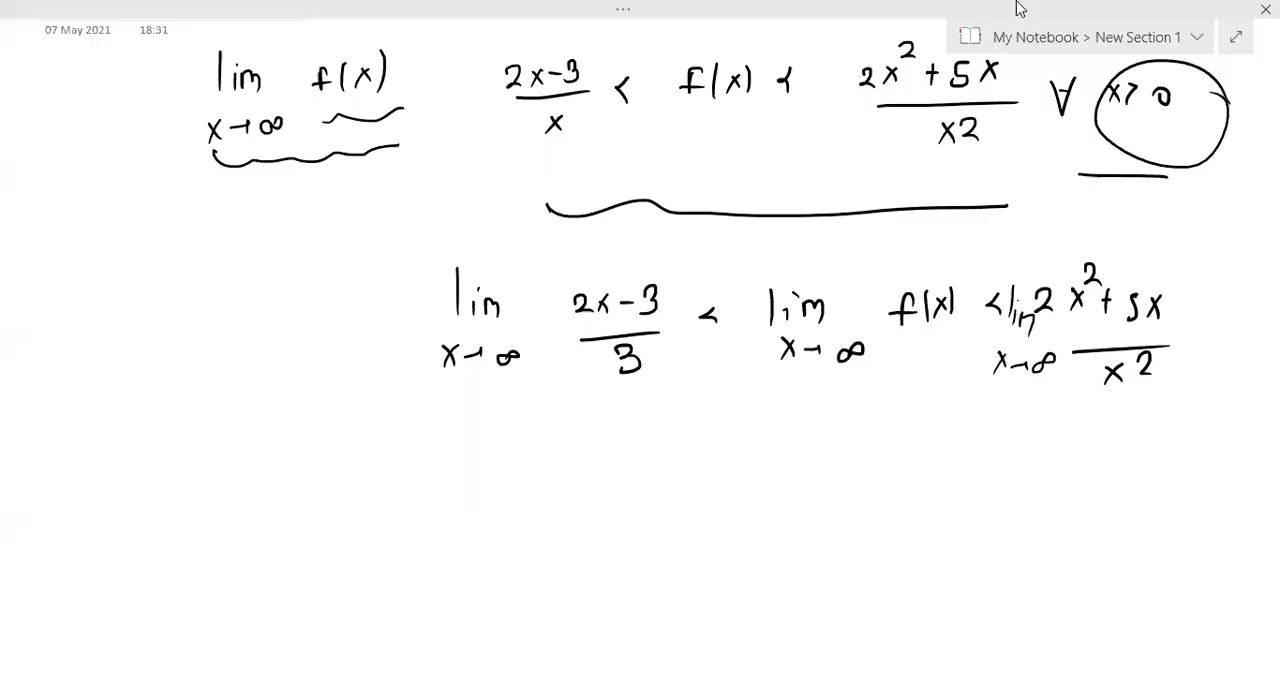 07 May 2021 18:31
My Notebook > New Section 1
lim x→∞ f(x) (2x-3)/x < f(x) < (2x² + 5x)/x2 ∀ x > 0
lim x→∞ (2x-3)/3 < lim x→∞ f(x) < lim x→∞ (2x² + 5x)/x2